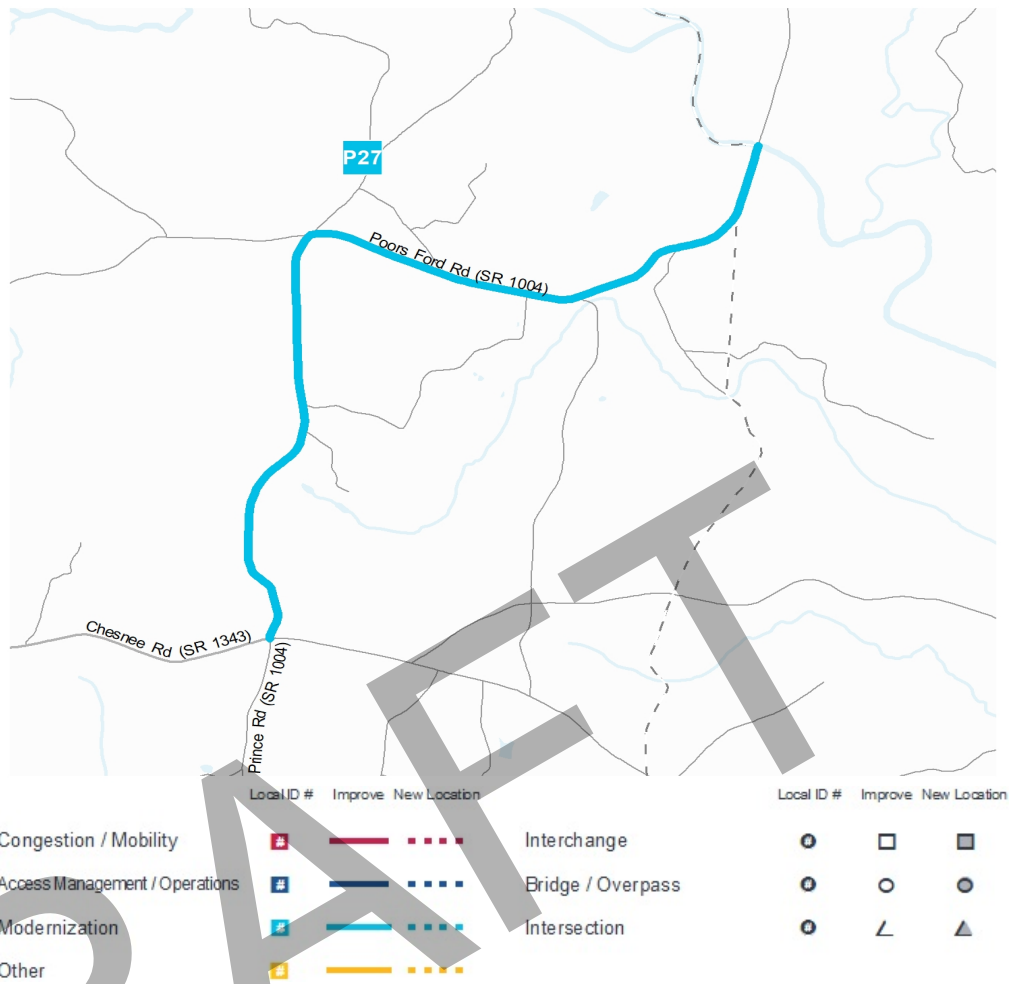 P27
Poors Ford Rd (SR 1004)
Chesnee Rd (SR 1343)
Prince Rd (SR 1004)
Local ID # Improve New Location Local ID # Improve New Location
Congestion / Mobility # Interchange #
Access Management / Operations # Bridge / Overpass #
Modernization # Intersection #
Other #
RAFT